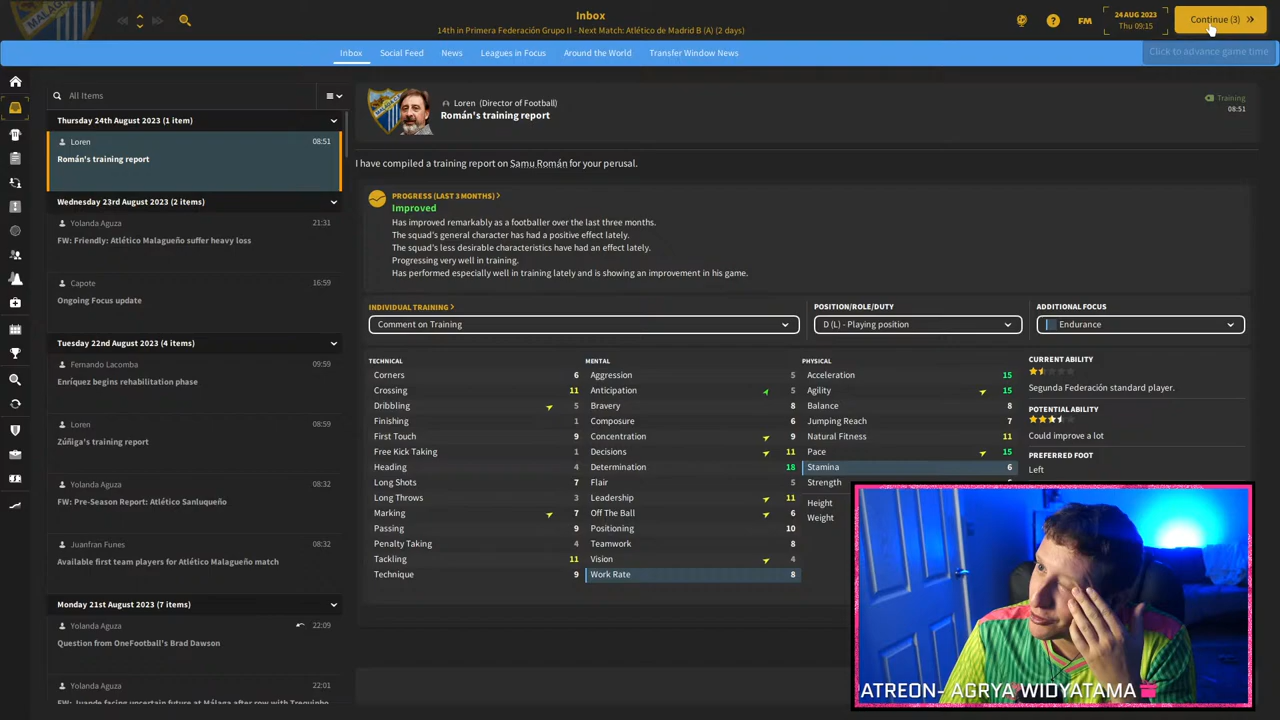 Inbox
14th in Primera Federación Grupo II - Next Match: Atlético de Madrid B (A) (2 days)
FM
24 AUG 2023
Thu 09:15
Continue (3)
Click to advance game time
Inbox
Social Feed
News
Leagues in Focus
Around the World
Transfer Window News
All Items
Thursday 24th August 2023 (1 item)
Loren 08:51
Román's training report
Wednesday 23rd August 2023 (2 items)
Yolanda Aguza 21:31
FW: Friendly: Atlético Malagueño suffer heavy loss
Capote 16:59
Ongoing Focus update
Tuesday 22nd August 2023 (4 items)
Fernando Lacomba 09:59
Enríquez begins rehabilitation phase
Loren 08:59
Zúñiga's training report
Yolanda Aguza 08:32
FW: Pre-Season Report: Atlético Sanluqueño
Juanfran Funes 08:32
Available first team players for Atlético Malagueño match
Monday 21st August 2023 (7 items)
Yolanda Aguza 22:09
Question from OneFootball's Brad Dawson
Yolanda Aguza 22:01
FW: Juande facing uncertain future at Málaga after row with Trequinho
Loren (Director of Football)
Román's training report
Training
08:51
I have compiled a training report on Samu Román for your perusal.
PROGRESS (LAST 3 MONTHS) >
Improved
Has improved remarkably as a footballer over the last three months.
The squad's general character has had a positive effect lately.
The squad's less desirable characteristics have had an effect lately.
Progressing very well in training.
Has performed especially well in training lately and is showing an improvement in his game.
INDIVIDUAL TRAINING >
Comment on Training
POSITION/ROLE/DUTY
D (L) - Playing position
ADDITIONAL FOCUS
Endurance
TECHNICAL
Corners 6
Crossing 11
Dribbling 5
Finishing 1
First Touch 9
Free Kick Taking 1
Heading 4
Long Shots 7
Long Throws 3
Marking 7
Passing 9
Penalty Taking 4
Tackling 11
Technique 9
MENTAL
Aggression 5
Anticipation 5
Bravery 8
Composure 6
Concentration 9
Decisions 11
Determination 18
Flair 5
Leadership 11
Off The Ball 6
Positioning 10
Teamwork 8
Vision 4
Work Rate 8
PHYSICAL
Acceleration 15
Agility 15
Balance 8
Jumping Reach 7
Natural Fitness 11
Pace 15
Stamina 6
Strength
Height
Weight
CURRENT ABILITY
Segunda Federación standard player.
POTENTIAL ABILITY
Could improve a lot
PREFERRED FOOT
Left
ATREON- AGRYA WIDYATAMA